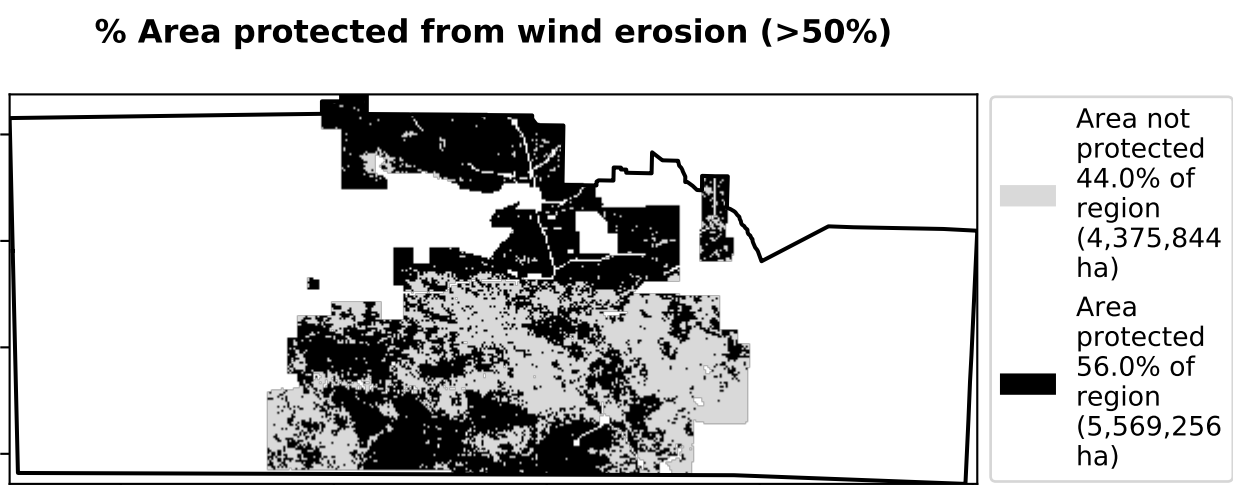 % Area protected from wind erosion (>50%)
Area not
protected
44.0% of
region
(4,375,844
ha)
Area
protected
56.0% of
region
(5,569,256
ha)